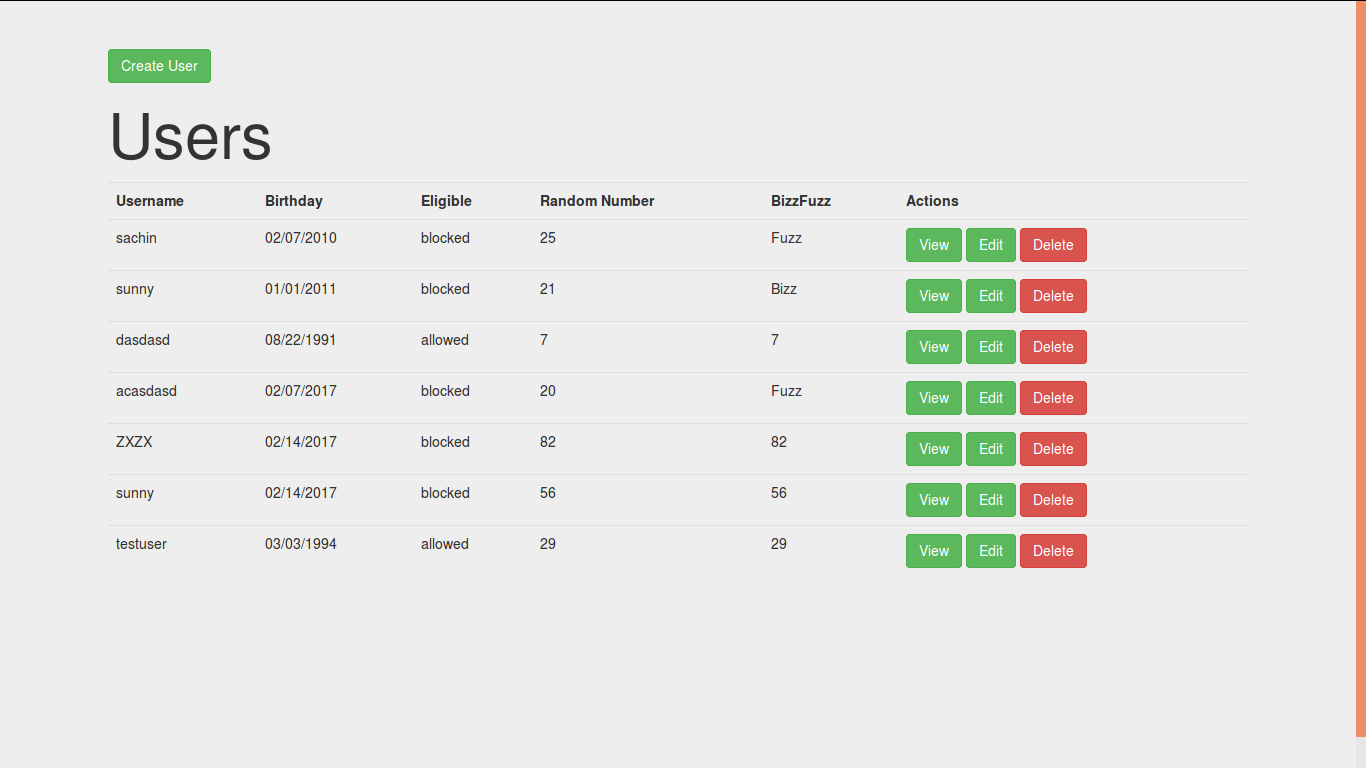 Create User
Users
Username Birthday Eligible Random Number BizzFuzz Actions
sachin 02/07/2010 blocked 25 Fuzz View Edit Delete
sunny 01/01/2011 blocked 21 Bizz View Edit Delete
dasdasd 08/22/1991 allowed 7 7 View Edit Delete
acasdasd 02/07/2017 blocked 20 Fuzz View Edit Delete
ZXZX 02/14/2017 blocked 82 82 View Edit Delete
sunny 02/14/2017 blocked 56 56 View Edit Delete
testuser 03/03/1994 allowed 29 29 View Edit Delete